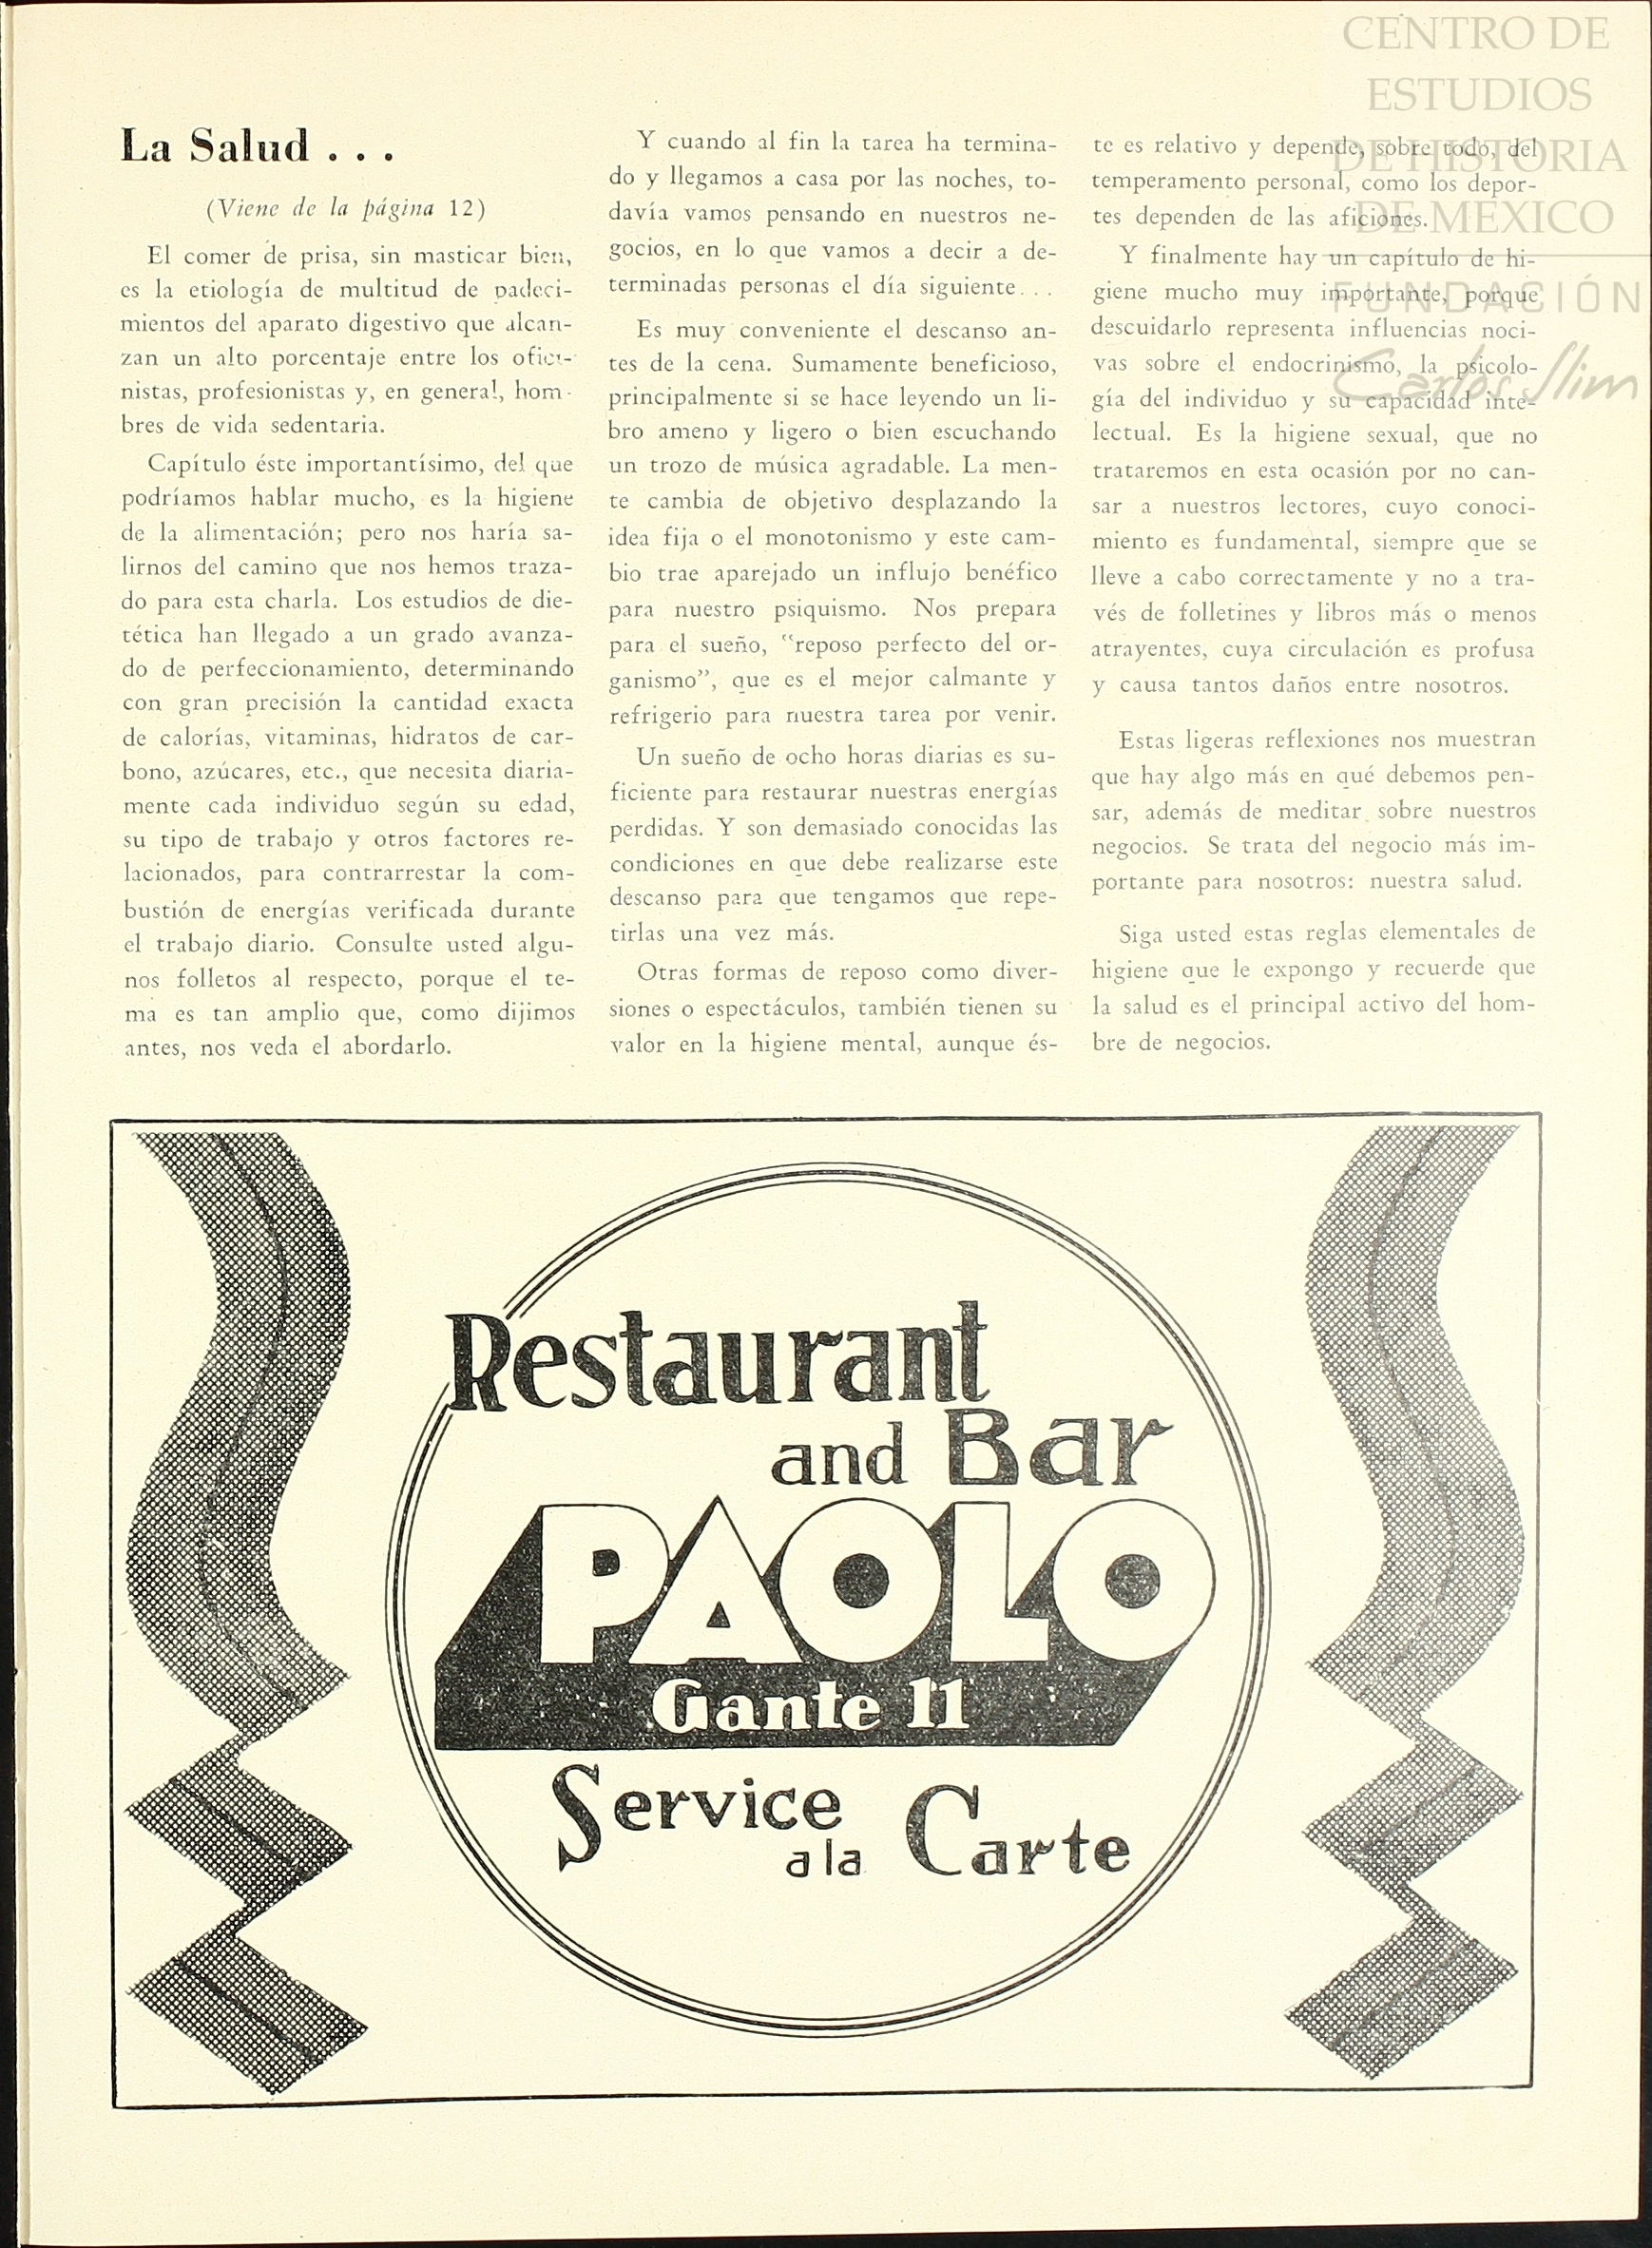 La Salud . . .
(Viene de la página 12)
El comer de prisa, sin masticar bien,
es la etiología de multitud de padeci-
mientos del aparato digestivo que alcan-
zan un alto porcentaje entre los ofici-
nistas, profesionistas y, en general, hom-
bres de vida sedentaria.
Capítulo éste importantísimo, del que
podríamos hablar mucho, es la higiene
de la alimentación; pero nos haría sa-
lirnos del camino que nos hemos traza-
do para esta charla. Los estudios de die-
tética han llegado a un grado avanza-
do de perfeccionamiento, determinando
con gran precisión la cantidad exacta
de calorías, vitaminas, hidratos de car-
bono, azúcares, etc., que necesita diaria-
mente cada individuo según su edad,
su tipo de trabajo y otros factores re-
lacionados, para contrarrestar la com-
bustión de energías verificada durante
el trabajo diario. Consulte usted algu-
nos folletos al respecto, porque el te-
ma es tan amplio que, como dijimos
antes, nos veda el abordarlo.
Y cuando al fin la tarea ha termina-
do y llegamos a casa por las noches, to-
davía vamos pensando en nuestros ne-
gocios, en lo que vamos a decir a de-
terminadas personas el día siguiente...
Es muy conveniente el descanso an-
tes de la cena. Sumamente beneficioso,
principalmente si se hace leyendo un li-
bro ameno y ligero o bien escuchando
un trozo de música agradable. La men-
te cambia de objetivo desplazando la
idea fija o el monotonismo y este cam-
bio trae aparejado un influjo benéfico
para nuestro psiquismo. Nos prepara
para el sueño, "reposo perfecto del or-
ganismo", que es el mejor calmante y
refrigerio para nuestra tarea por venir.
Un sueño de ocho horas diarias es su-
ficiente para restaurar nuestras energías
perdidas. Y son demasiado conocidas las
condiciones en que debe realizarse este
descanso para que tengamos que repe-
tirlas una vez más.
Otras formas de reposo como diver-
siones o espectáculos, también tienen su
valor en la higiene mental, aunque és-
te es relativo y depende, sobre todo, del
temperamento personal, como los depor-
tes dependen de las aficiones.
Y finalmente hay un capítulo de hi-
giene mucho muy importante, porque
descuidarlo representa influencias noci-
vas sobre el endocrinismo, la psicolo-
gía del individuo y su capacidad inte-
lectual. Es la higiene sexual, que no
trataremos en esta ocasión por no can-
sar a nuestros lectores, cuyo conoci-
miento es fundamental, siempre que se
lleve a cabo correctamente y no a tra-
vés de folletines y libros más o menos
atrayentes, cuya circulación es profusa
y causa tantos daños entre nosotros.
Estas ligeras reflexiones nos muestran
que hay algo más en qué debemos pen-
sar, además de meditar sobre nuestros
negocios. Se trata del negocio más im-
portante para nosotros: nuestra salud.
Siga usted estas reglas elementales de
higiene que le expongo y recuerde que
la salud es el principal activo del hom-
bre de negocios.
CENTRO DE
ESTUDIOS
DE HISTORIA
DE MÉXICO
FUNDACIÓN
Carlos Slim
Restaurant
and Bar
PAOLO
Gante 11
Service
a la Carte